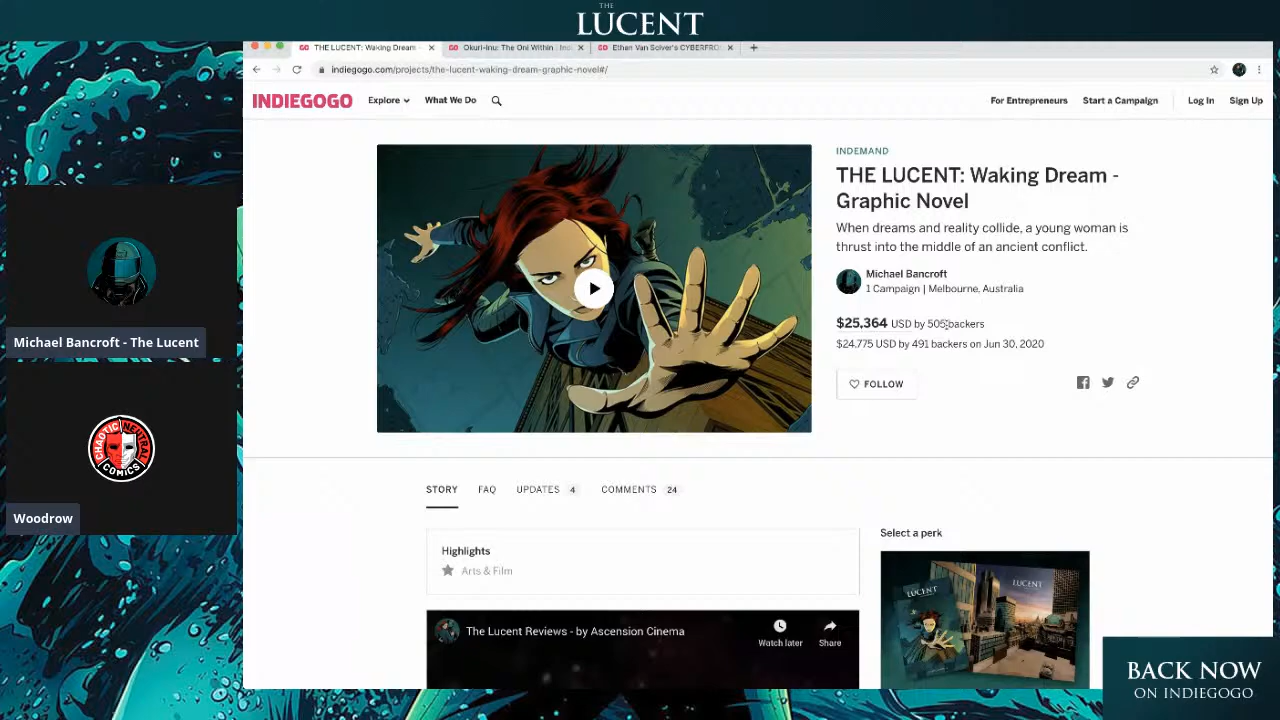 THE
LUCENT
THE LUCENT: Waking Dream -
Okuri-Inu: The Oni Within : Ind
Ethan Van Sciver's CYBERFRO
indiegogo.com/projects/the-lucent-waking-dream-graphic-novel#/
INDIEGOGO
Explore
What We Do
For Entrepreneurs
Start a Campaign
Log In
Sign Up
INDEMAND
THE LUCENT: Waking Dream -
Graphic Novel
When dreams and reality collide, a young woman is
thrust into the middle of an ancient conflict.
Michael Bancroft
1 Campaign | Melbourne, Australia
$25,364 USD by 505 backers
$24,775 USD by 491 backers on Jun 30, 2020
FOLLOW
Michael Bancroft - The Lucent
CHAOTIC NEUTRAL
COMICS
Woodrow
STORY
FAQ
UPDATES 4
COMMENTS 24
Highlights
Arts & Film
Select a perk
The Lucent Reviews - by Ascension Cinema
Watch later
Share
LUCENT
LUCENT
BACK NOW
ON INDIEGOGO